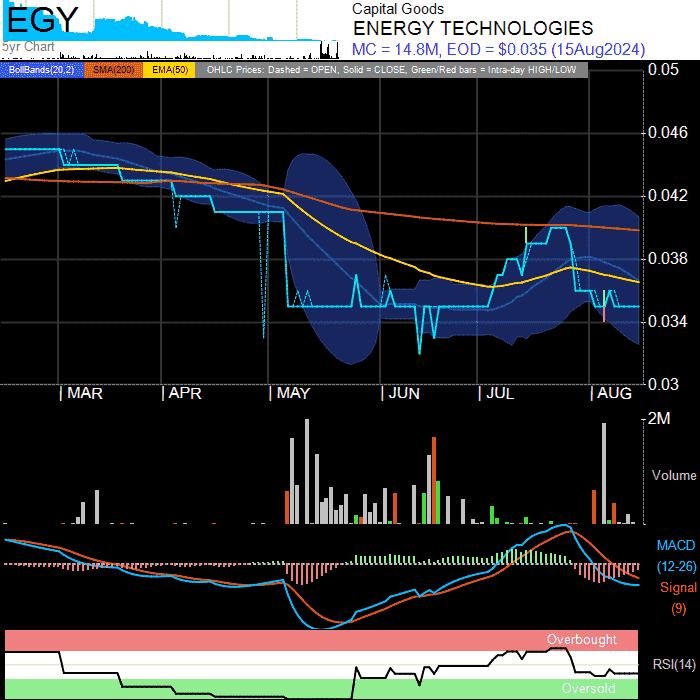 EGY
5yr Chart
Capital Goods
ENERGY TECHNOLOGIES
MC = 14.8M, EOD = $0.035 (15Aug2024)
BollBands(20,2) SMA(200) EMA(50) OHLC Prices: Dashed = OPEN, Solid = CLOSE, Green/Red bars = Intra-day HIGH/LOW
0.05
0.046
0.042
0.038
0.034
0.03
MAR APR MAY JUN JUL AUG
2M
Volume
MACD
(12-26)
Signal
(9)
Overbought
RSI(14)
Oversold